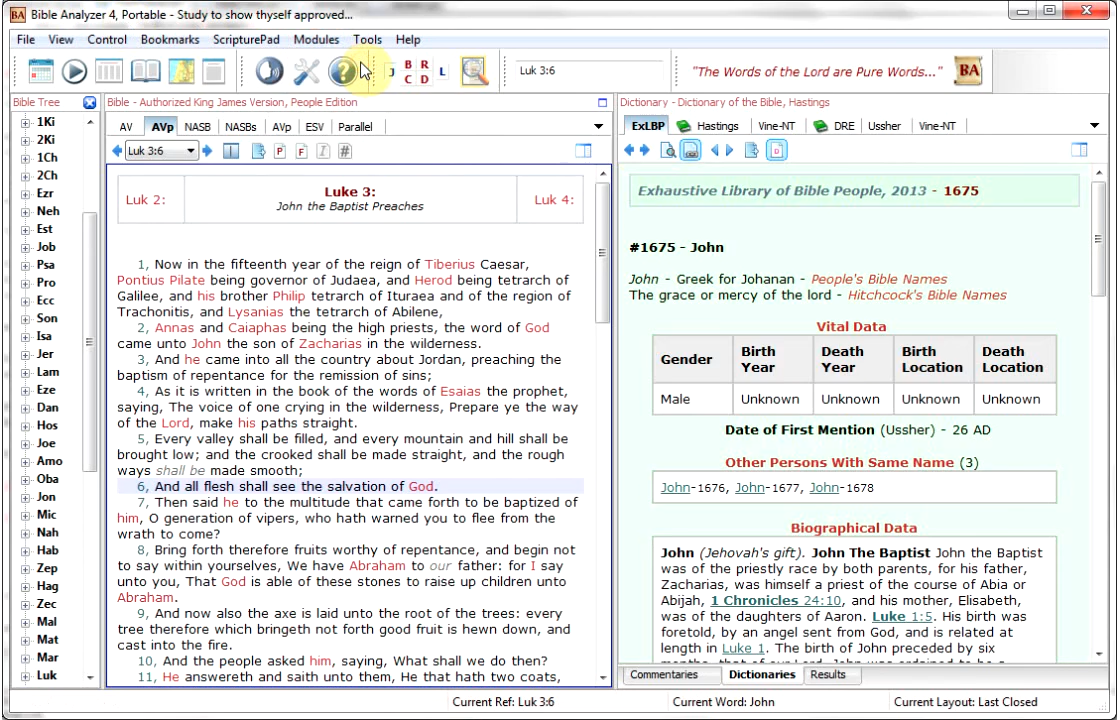 BA Bible Analyzer 4, Portable - Study to show thyself approved...
File View Control Bookmarks ScripturePad Modules Tools Help
J B R C D L Luk 3:6 "The Words of the Lord are Pure Words..." BA
Bible Tree
1Ki
2Ki
1Ch
2Ch
Ezr
Neh
Est
Job
Psa
Pro
Ecc
Son
Isa
Jer
Lam
Eze
Dan
Hos
Joe
Amo
Oba
Jon
Mic
Nah
Hab
Zep
Hag
Zec
Mal
Mat
Mar
Luk
Bible - Authorized King James Version, People Edition
AV AVp NASB NASBs AVp ESV Parallel
Luk 3:6 P F I #
Luk 2: Luke 3: Luk 4:
John the Baptist Preaches
1, Now in the fifteenth year of the reign of Tiberius Caesar,
Pontius Pilate being governor of Judaea, and Herod being tetrarch of
Galilee, and his brother Philip tetrarch of Ituraea and of the region of
Trachonitis, and Lysanias the tetrarch of Abilene,
2, Annas and Caiaphas being the high priests, the word of God
came unto John the son of Zacharias in the wilderness.
3, And he came into all the country about Jordan, preaching the
baptism of repentance for the remission of sins;
4, As it is written in the book of the words of Esaias the prophet,
saying, The voice of one crying in the wilderness, Prepare ye the way
of the Lord, make his paths straight.
5, Every valley shall be filled, and every mountain and hill shall be
brought low; and the crooked shall be made straight, and the rough
ways shall be made smooth;
6, And all flesh shall see the salvation of God.
7, Then said he to the multitude that came forth to be baptized of
him, O generation of vipers, who hath warned you to flee from the
wrath to come?
8, Bring forth therefore fruits worthy of repentance, and begin not
to say within yourselves, We have Abraham to our father: for I say
unto you, That God is able of these stones to raise up children unto
Abraham.
9, And now also the axe is laid unto the root of the trees: every
tree therefore which bringeth not forth good fruit is hewn down, and
cast into the fire.
10, And the people asked him, saying, What shall we do then?
11, He answereth and saith unto them, He that hath two coats,
Dictionary - Dictionary of the Bible, Hastings
ExLBP Hastings Vine-NT DRE Ussher Vine-NT
D
Exhaustive Library of Bible People, 2013 - 1675
#1675 - John
John - Greek for Johanan - People's Bible Names
The grace or mercy of the lord - Hitchcock's Bible Names
Vital Data
Gender Birth Year Death Year Birth Location Death Location
Male Unknown Unknown Unknown Unknown
Date of First Mention (Ussher) - 26 AD
Other Persons With Same Name (3)
John-1676, John-1677, John-1678
Biographical Data
John (Jehovah's gift). John The Baptist John the Baptist
was of the priestly race by both parents, for his father,
Zacharias, was himself a priest of the course of Abia or
Abijah, 1 Chronicles 24:10, and his mother, Elisabeth,
was of the daughters of Aaron. Luke 1:5. His birth was
foretold, by an angel sent from God, and is related at
length in Luke 1. The birth of John preceded by six
months, that of our Lord. John was ordained to be a
Commentaries Dictionaries Results
Current Ref: Luk 3:6 Current Word: John Current Layout: Last Closed